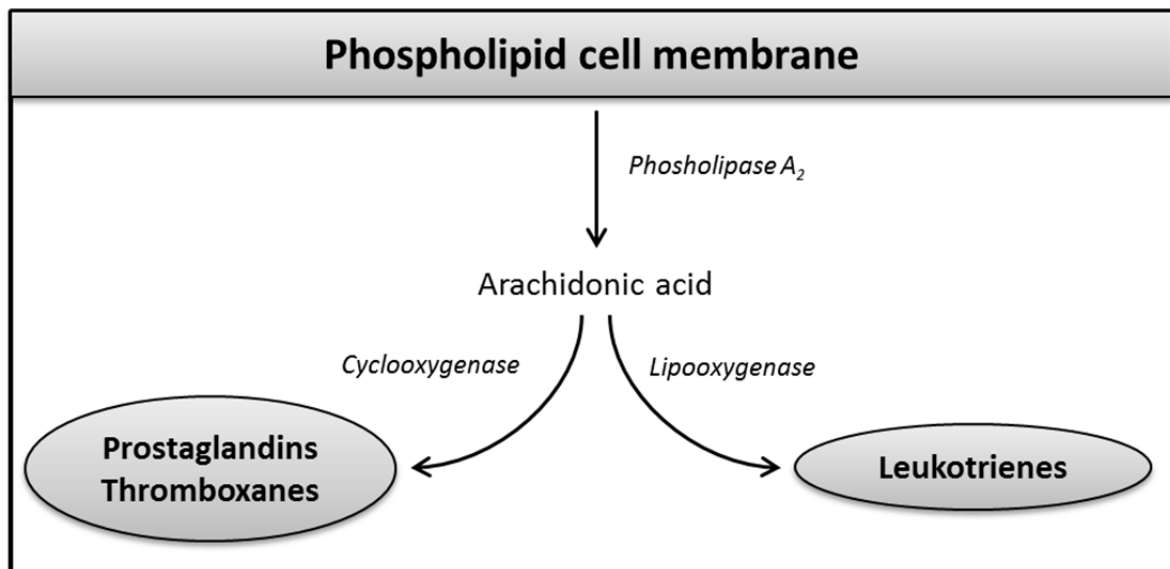 Phospholipid cell membrane
Phosholipase A₂
Arachidonic acid
Cyclooxygenase
Lipooxygenase
Prostaglandins
Thromboxanes
Leukotrienes